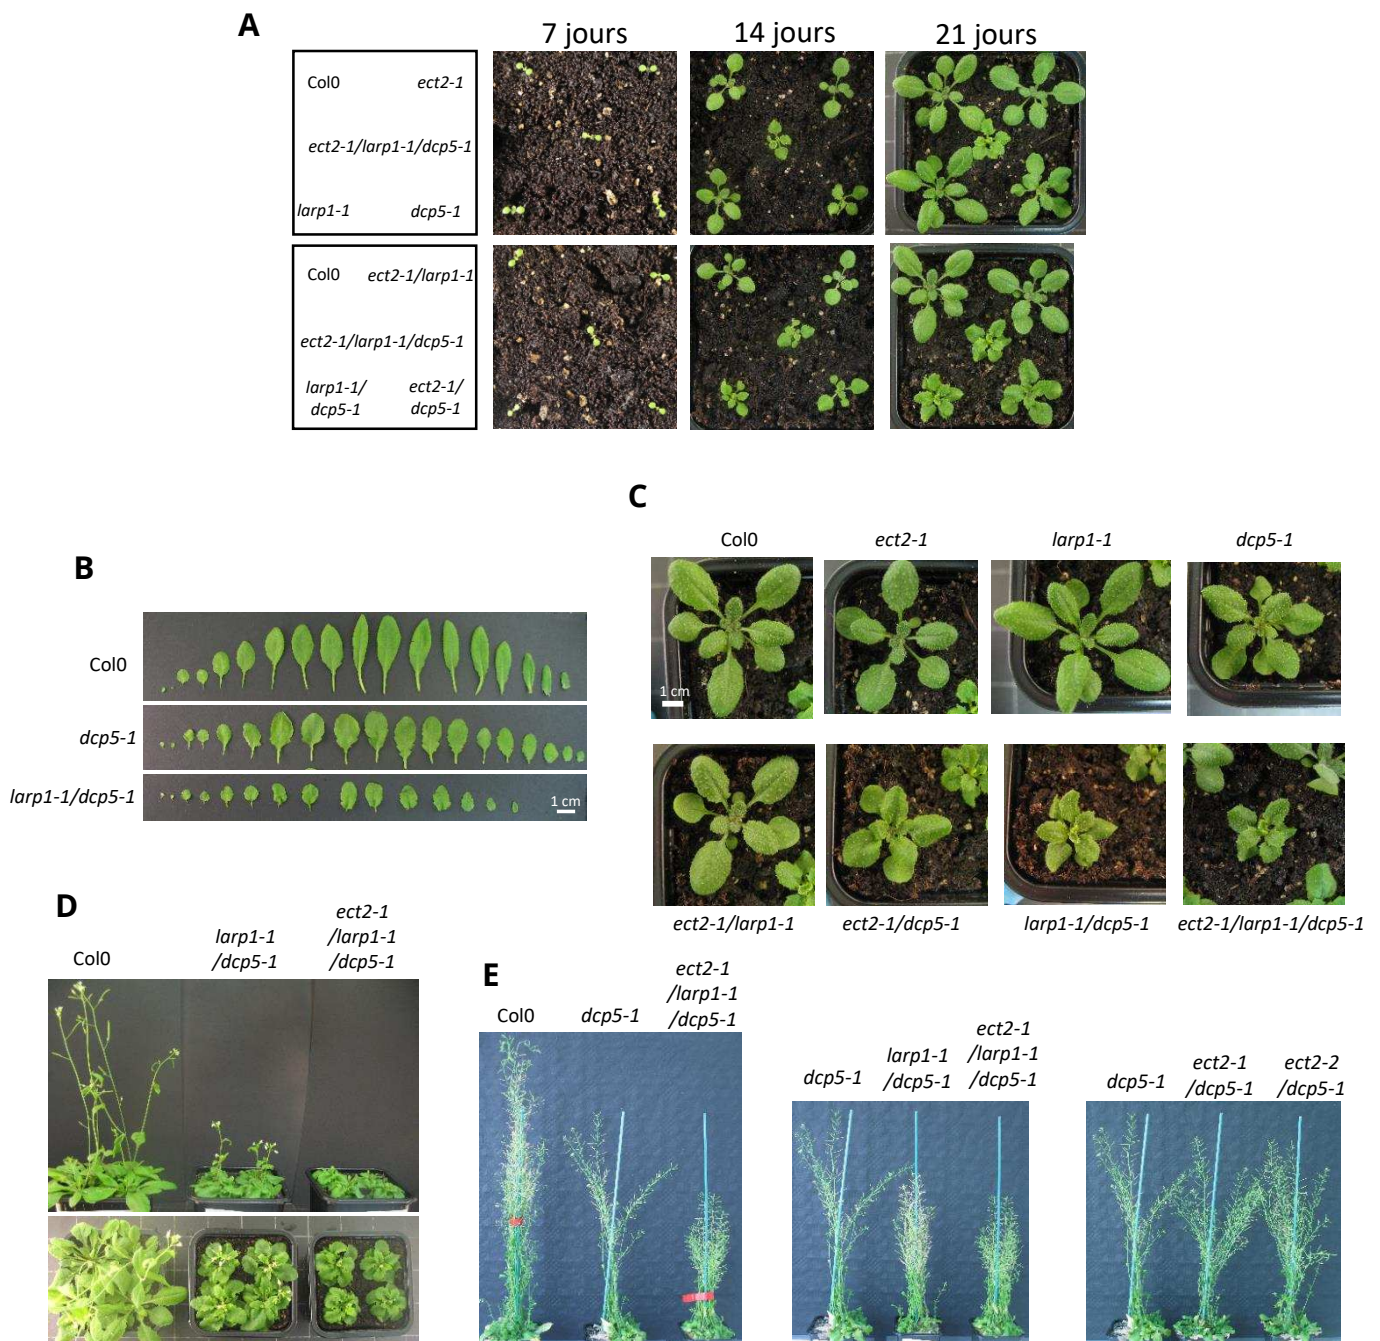 A
7 jours 14 jours 21 jours
Col0 ect2-1
ect2-1/larp1-1/dcp5-1
larp1-1 dcp5-1
Col0 ect2-1/larp1-1
ect2-1/larp1-1/dcp5-1
larp1-1/ ect2-1/
dcp5-1 dcp5-1
B
Col0
dcp5-1
larp1-1/dcp5-1
1 cm
C
Col0 ect2-1 larp1-1 dcp5-1
1 cm
ect2-1/larp1-1 ect2-1/dcp5-1 larp1-1/dcp5-1 ect2-1/larp1-1/dcp5-1
D
Col0
larp1-1
/dcp5-1
ect2-1
/larp1-1
/dcp5-1
E
Col0
dcp5-1
ect2-1
/larp1-1
/dcp5-1
dcp5-1
larp1-1
/dcp5-1
ect2-1
/larp1-1
/dcp5-1
dcp5-1
ect2-1
/dcp5-1
ect2-2
/dcp5-1